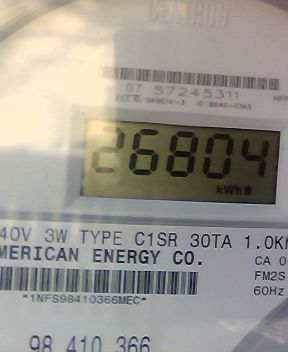 CENTRON
07 57245311
26804
kWh
40V 3W TYPE C1SR 30TA 1.0K
MERICAN ENERGY CO.
CA 0
FM2S
60Hz
*1NFS98410366MEC*
98 410 366